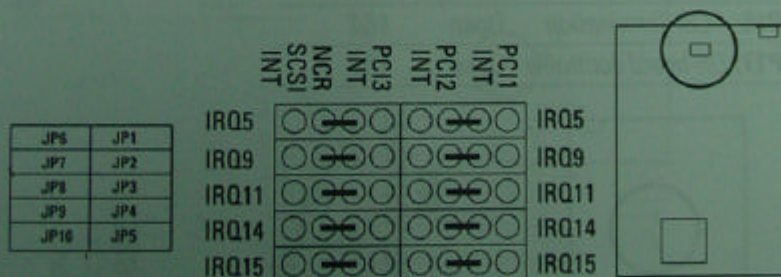 NCR
SCSI
INT
PCI3
INT
PCI2
INT
PCI1
INT
IRQ5 IRQ5
JP6 JP1
IRQ9 IRQ9
JP7 JP2
JP8 JP3
IRQ11 IRQ11
JP9 JP4
IRQ14 IRQ14
JP10 JP5
IRQ15 IRQ15